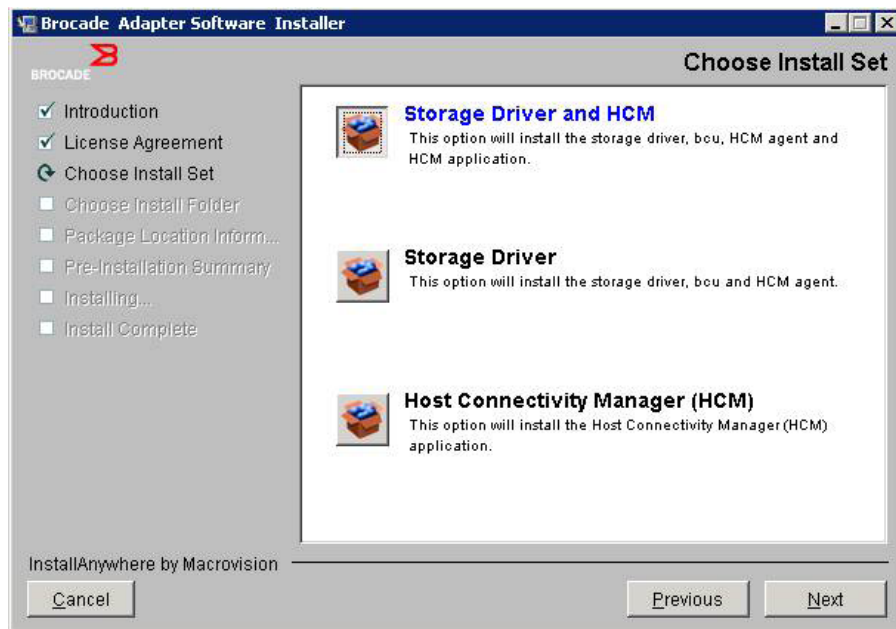 Brocade Adapter Software Installer
BROCADE
Choose Install Set
Introduction
License Agreement
Choose Install Set
Choose Install Folder
Package Location Inform...
Pre-Installation Summary
Installing...
Install Complete
Storage Driver and HCM
This option will install the storage driver, bcu, HCM agent and
HCM application.
Storage Driver
This option will install the storage driver, bcu and HCM agent.
Host Connectivity Manager (HCM)
This option will install the Host Connectivity Manager (HCM)
application.
InstallAnywhere by Macrovision
Cancel
Previous
Next